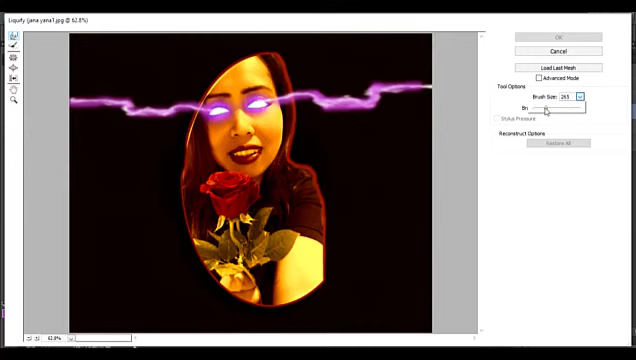 Liquify (jana yana1.jpg @ 62.8%)
OK
Cancel
Load Last Mesh
Advanced Mode
Tool Options
Brush Size: 265
Bn
Stylus Pressure
Reconstruct Options
Restore All
62.8%